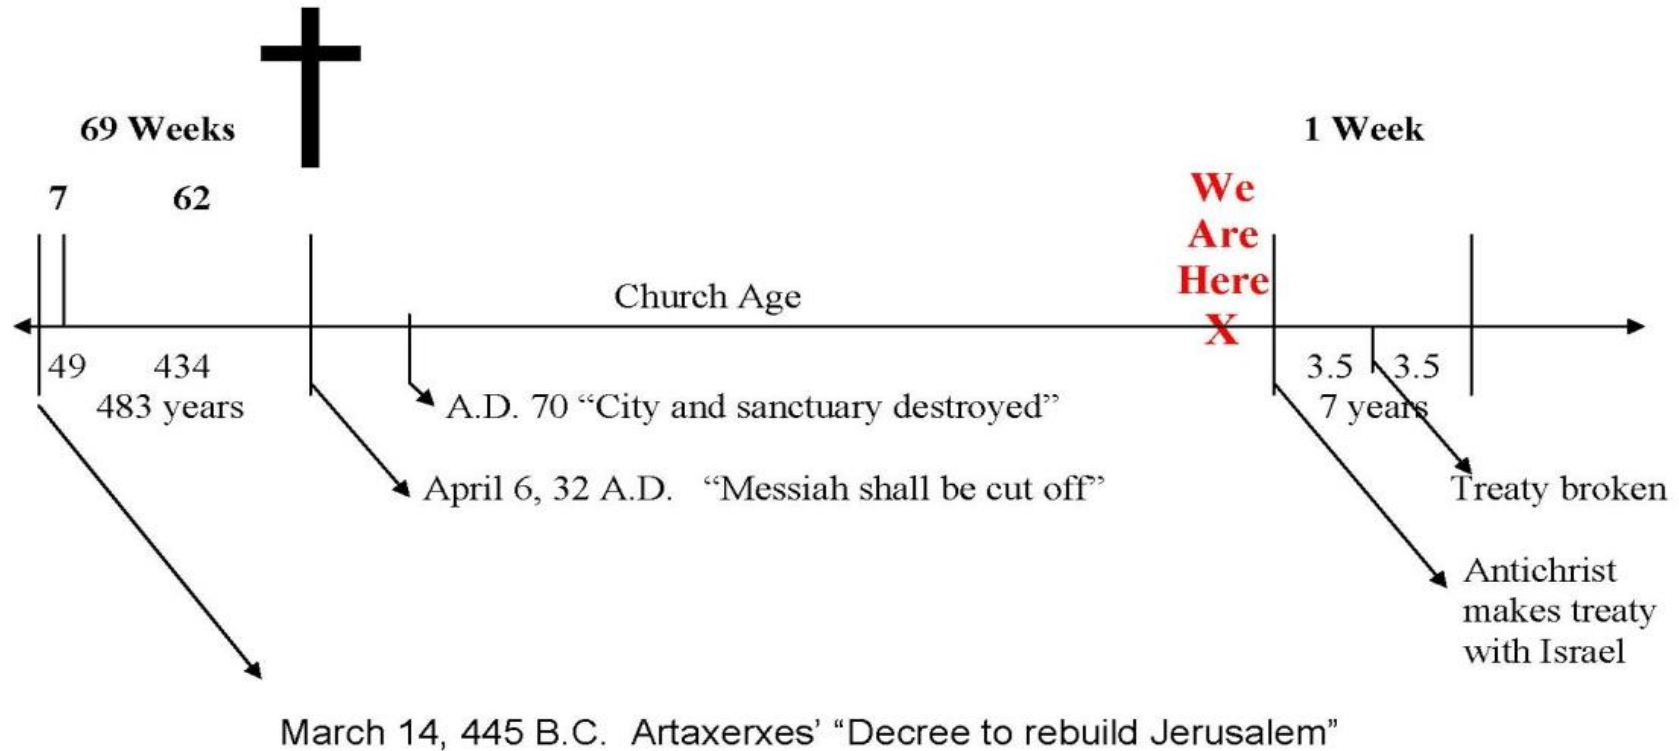 69 Weeks
1 Week
7
62
We
Are
Here
X
Church Age
49
434
3.5
3.5
483 years
7 years
A.D. 70 “City and sanctuary destroyed”
April 6, 32 A.D. “Messiah shall be cut off”
Treaty broken
Antichrist
makes treaty
with Israel
March 14, 445 B.C. Artaxerxes’ “Decree to rebuild Jerusalem”